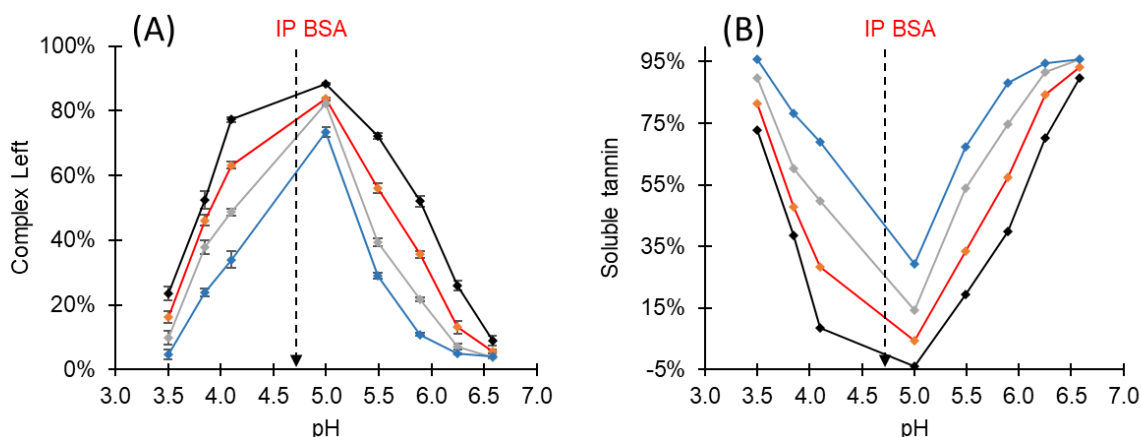 (A)
IP BSA
100%
80%
60%
40%
20%
0%
Complex Left
3.0 3.5 4.0 4.5 5.0 5.5 6.0 6.5 7.0
pH
(B)
IP BSA
95%
75%
55%
35%
15%
-5%
Soluble tannin
3.0 3.5 4.0 4.5 5.0 5.5 6.0 6.5 7.0
pH